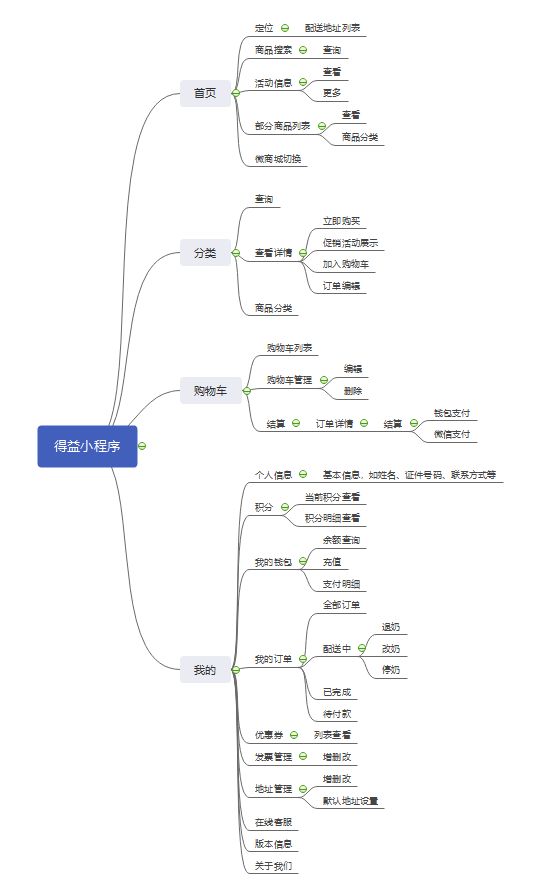 得益小程序
首页
定位
配送地址列表
商品搜索
查询
活动信息
查看
更多
部分商品列表
查看
商品分类
微商城切换
分类
查询
查看详情
立即购买
促销活动展示
加入购物车
订单编辑
商品分类
购物车
购物车列表
购物车管理
编辑
删除
结算
订单详情
结算
钱包支付
微信支付
我的
个人信息
基本信息，如姓名、证件号码、联系方式等
积分
当前积分查看
积分明细查看
我的钱包
余额查询
充值
支付明细
我的订单
全部订单
配送中
退奶
改奶
停奶
已完成
待付款
优惠券
列表查看
发票管理
增删改
地址管理
增删改
默认地址设置
在线客服
版本信息
关于我们